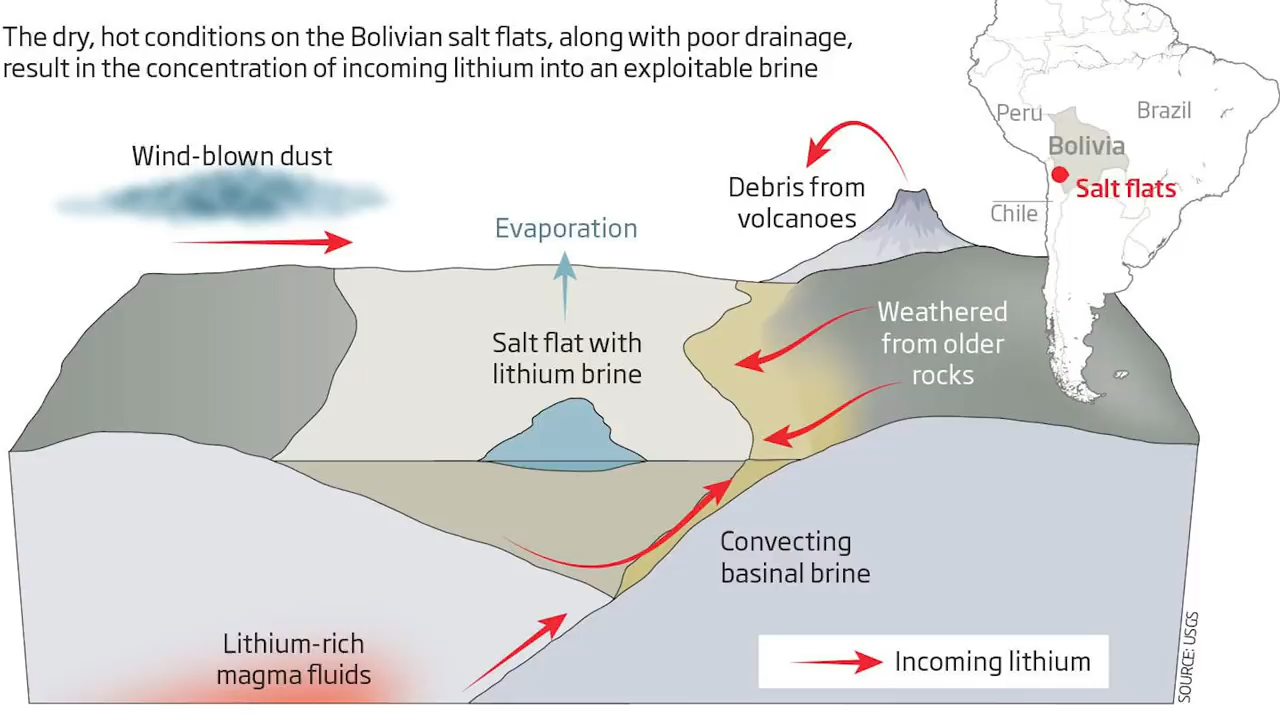 The dry, hot conditions on the Bolivian salt flats, along with poor drainage,
result in the concentration of incoming lithium into an exploitable brine
Peru
Brazil
Bolivia
Salt flats
Chile
Wind-blown dust
Debris from
volcanoes
Evaporation
Weathered
from older
rocks
Salt flat with
lithium brine
Convecting
basinal brine
Lithium-rich
magma fluids
Incoming lithium
SOURCE: USGS